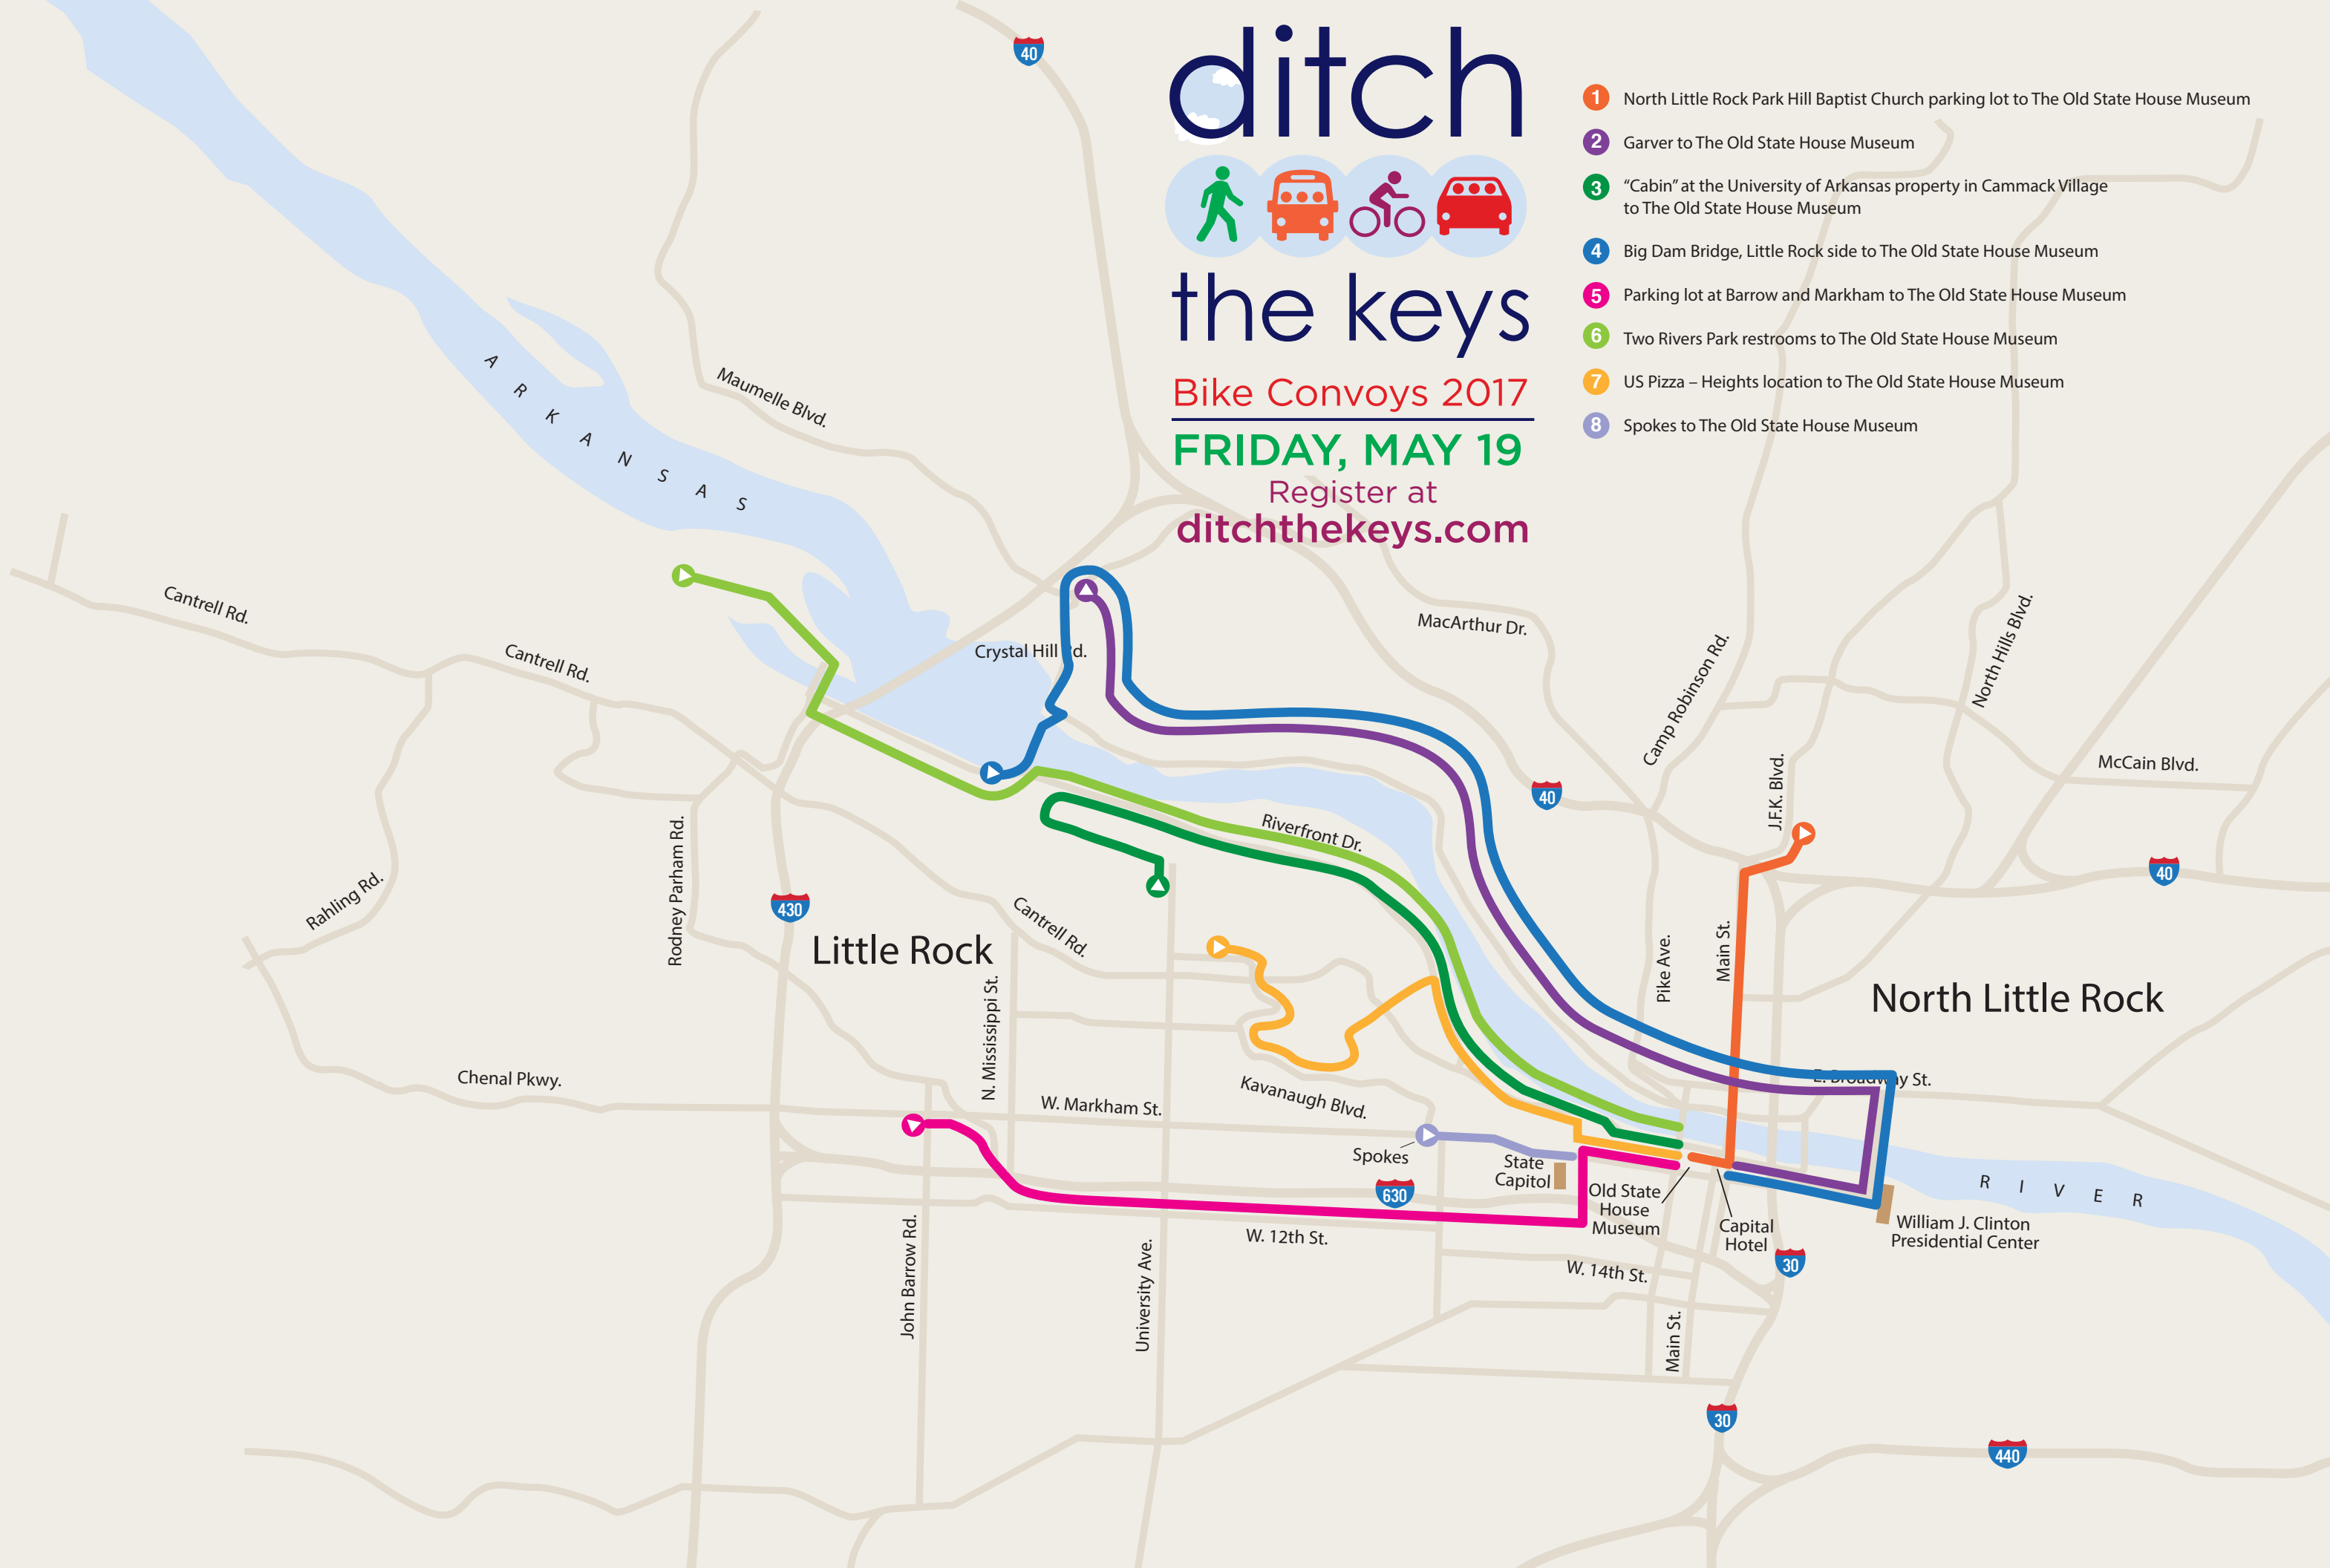 ditch
the keys
Bike Convoys 2017
FRIDAY, MAY 19
Register at
ditchthekeys.com
1 North Little Rock Park Hill Baptist Church parking lot to The Old State House Museum
2 Garver to The Old State House Museum
3 “Cabin” at the University of Arkansas property in Cammack Village
to The Old State House Museum
4 Big Dam Bridge, Little Rock side to The Old State House Museum
5 Parking lot at Barrow and Markham to The Old State House Museum
6 Two Rivers Park restrooms to The Old State House Museum
7 US Pizza – Heights location to The Old State House Museum
8 Spokes to The Old State House Museum
40
Maumelle Blvd.
ARKANSAS
Cantrell Rd.
Cantrell Rd.
Crystal Hill Rd.
MacArthur Dr.
Camp Robinson Rd.
North Hills Blvd.
McCain Blvd.
J.F.K. Blvd.
40
40
Riverfront Dr.
Rodney Parham Rd.
Rahling Rd.
430
Little Rock
Cantrell Rd.
N. Mississippi St.
Pike Ave.
Main St.
North Little Rock
Chenal Pkwy.
W. Markham St.
Kavanaugh Blvd.
E. Broadway St.
Spokes
State
Capitol
630
Old State
House
Museum
Capital
Hotel
William J. Clinton
Presidential Center
RIVER
W. 12th St.
W. 14th St.
John Barrow Rd.
University Ave.
Main St.
30
30
440